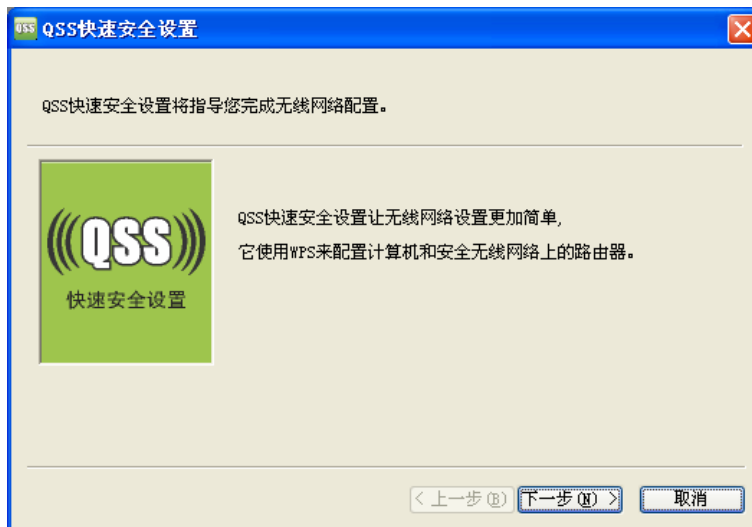 QSS QSS快速安全设置
QSS快速安全设置将指导您完成无线网络配置。
(((QSS)))
快速安全设置
QSS快速安全设置让无线网络设置更加简单,
它使用WPS来配置计算机和安全无线网络上的路由器。
< 上一步(B) 下一步(N) > 取消